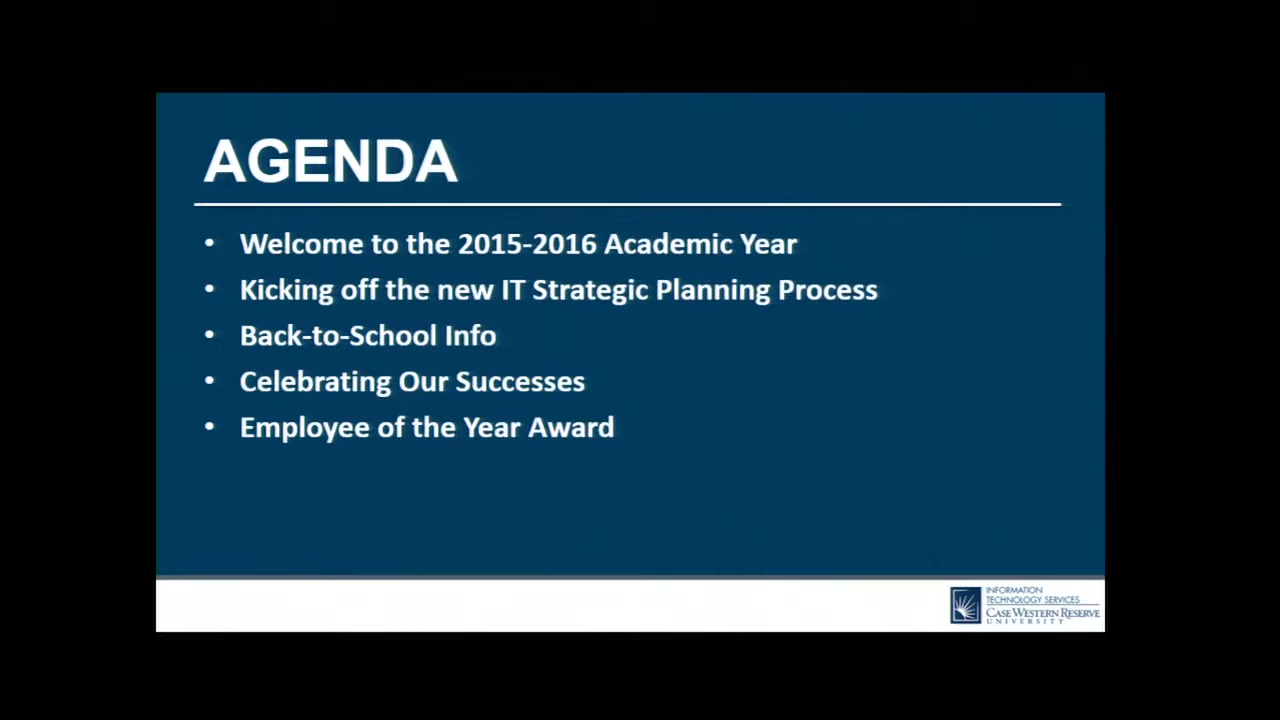 AGENDA
• Welcome to the 2015-2016 Academic Year
• Kicking off the new IT Strategic Planning Process
• Back-to-School Info
• Celebrating Our Successes
• Employee of the Year Award
INFORMATION
TECHNOLOGY SERVICES
CASE WESTERN RESERVE
UNIVERSITY